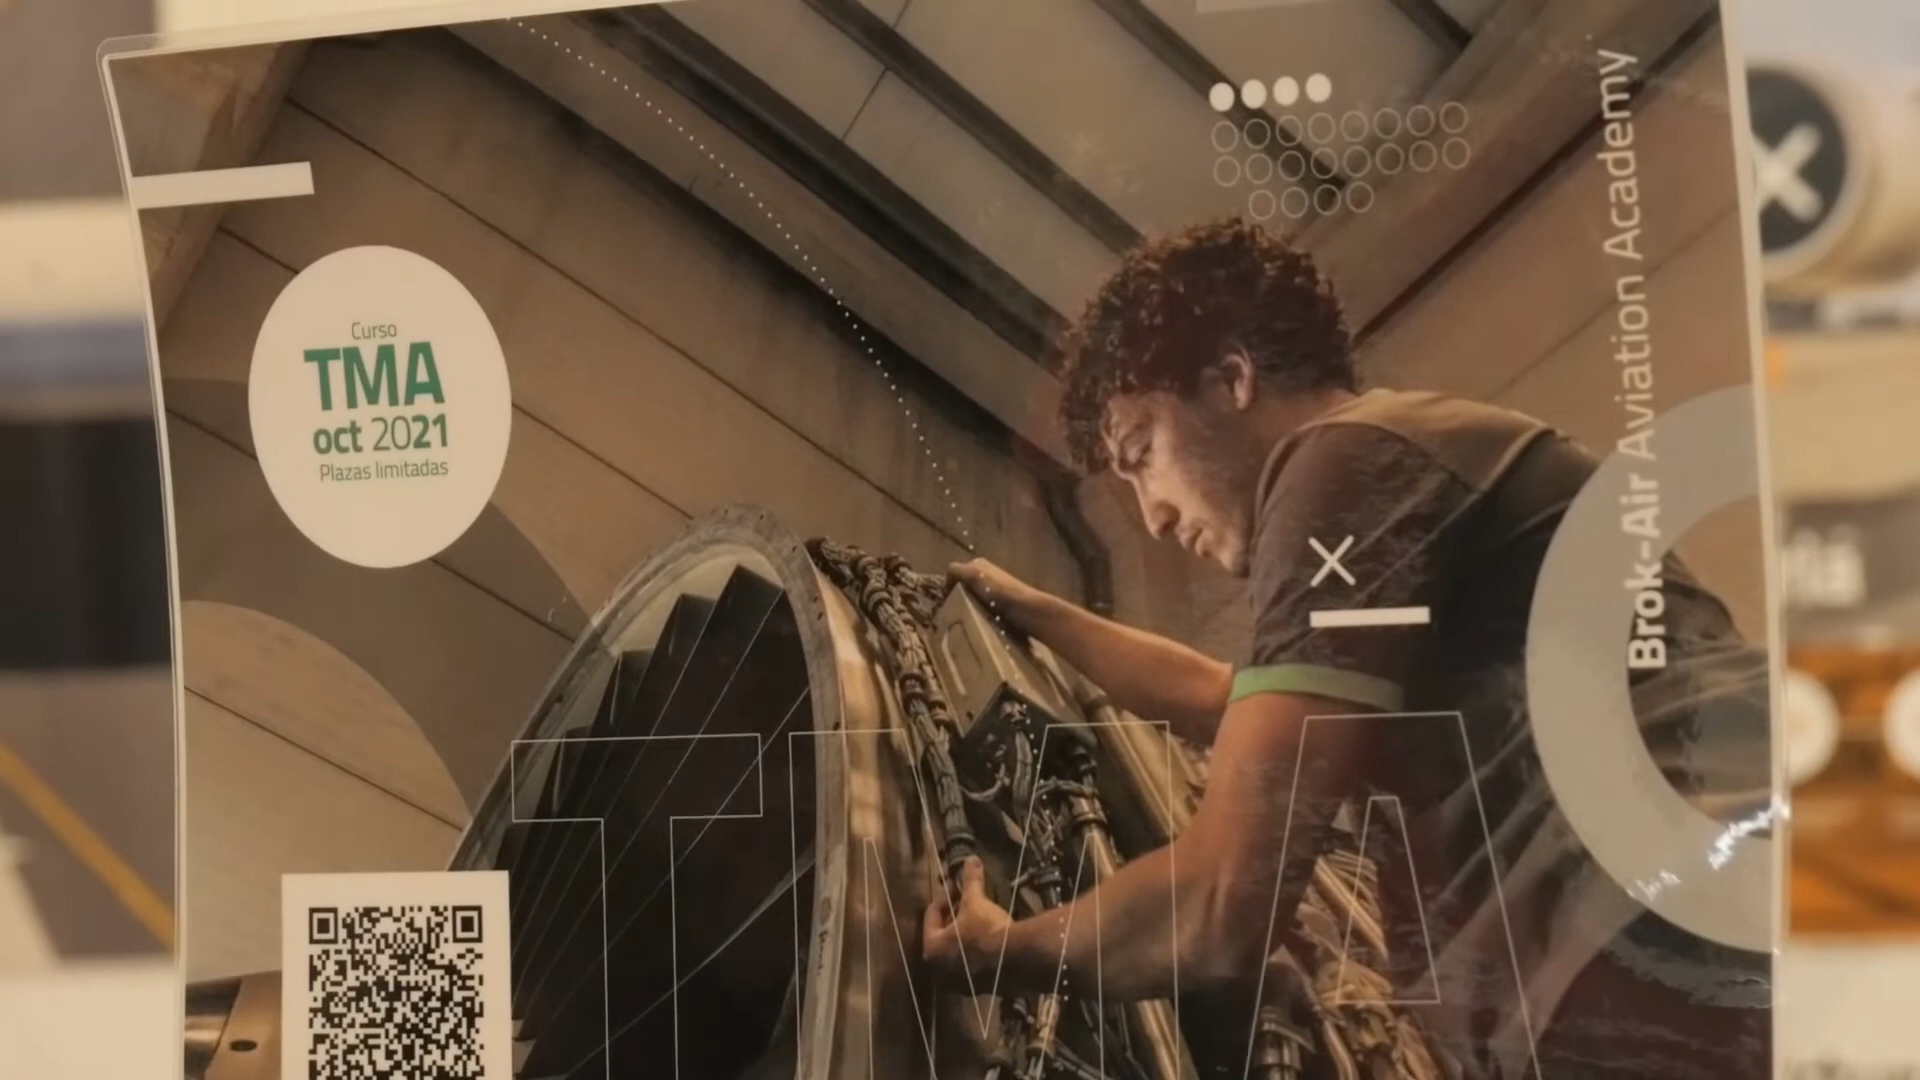 Curso
TMA
oct 2021
Plazas limitadas
Brok-Air Aviation Academy
TMA